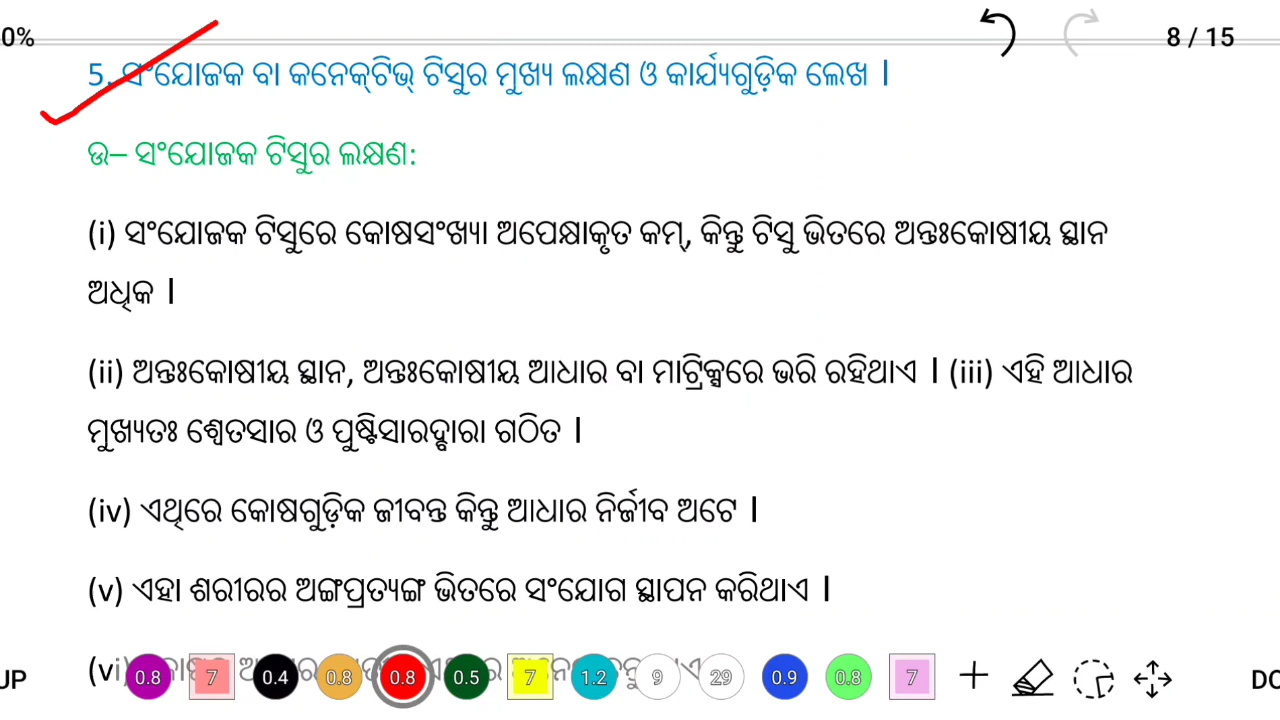 0%
8 / 15
5. ସଂଯୋଜକ ବା କନେକ୍‌ଟିଭ୍ ଟିସୁର ମୁଖ୍ୟ ଲକ୍ଷଣ ଓ କାର୍ଯ୍ୟଗୁଡ଼ିକ ଲେଖ ।
ଉ– ସଂଯୋଜକ ଟିସୁର ଲକ୍ଷଣ:
(i) ସଂଯୋଜକ ଟିସୁରେ କୋଷସଂଖ୍ୟା ଅପେକ୍ଷାକୃତ କମ୍, କିନ୍ତୁ ଟିସୁ ଭିତରେ ଅନ୍ତଃକୋଷୀୟ ସ୍ଥାନ
ଅଧିକ ।
(ii) ଅନ୍ତଃକୋଷୀୟ ସ୍ଥାନ, ଅନ୍ତଃକୋଷୀୟ ଆଧାର ବା ମାଟ୍ରିକ୍ସରେ ଭରି ରହିଥାଏ । (iii) ଏହି ଆଧାର
ମୁଖ୍ୟତଃ ଶ୍ୱେତସାର ଓ ପୁଷ୍ଟିସାରଦ୍ବାରା ଗଠିତ ।
(iv) ଏଥିରେ କୋଷଗୁଡ଼ିକ ଜୀବନ୍ତ କିନ୍ତୁ ଆଧାର ନିର୍ଜୀବ ଅଟେ ।
(v) ଏହା ଶରୀରର ଅଙ୍ଗପ୍ରତ୍ୟଙ୍ଗ ଭିତରେ ସଂଯୋଗ ସ୍ଥାପନ କରିଥାଏ ।
(vi)
UP 0.8 7 0.4 0.8 0.8 0.5 7 1.2 9 29 0.9 0.8 7 DO